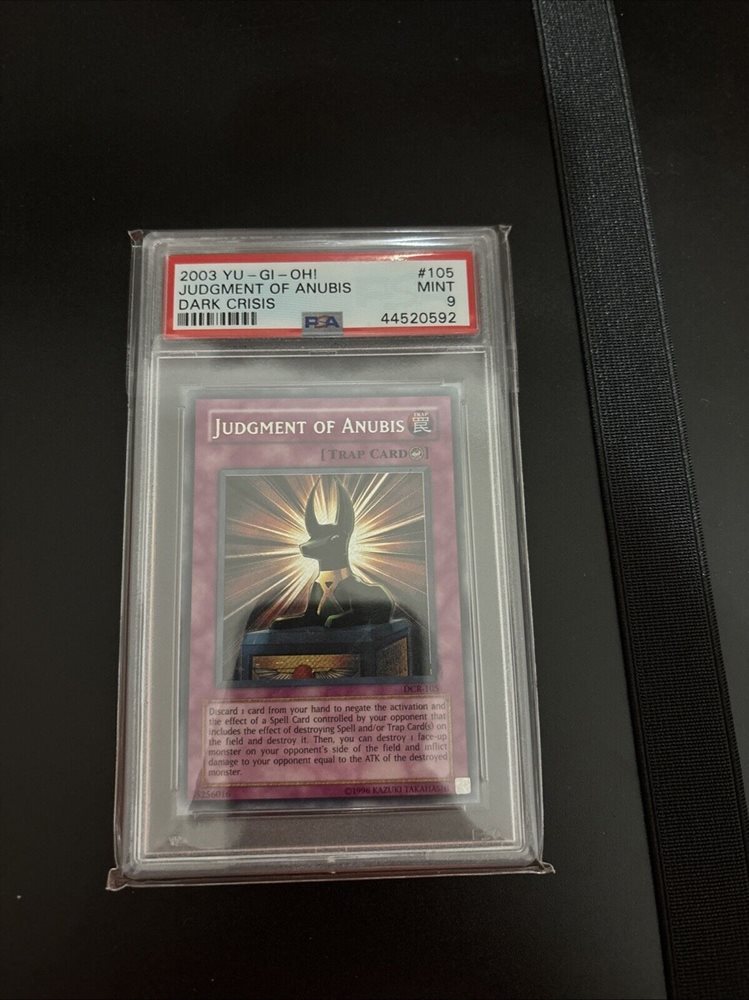 2003 YU-GI-OH! #105
JUDGMENT OF ANUBIS MINT
DARK CRISIS 9
PSA 44520592
JUDGMENT OF ANUBIS TRAP 罠
[TRAP CARD]
DCR-105
Discard 1 card from your hand to negate the activation and
the effect of a Spell Card controlled by your opponent that
includes the effect of destroying Spell and/or Trap Card(s) on
the field and destroy it. Then, you can destroy 1 face-up
monster on your opponent's side of the field and inflict
damage to your opponent equal to the ATK of the destroyed
monster.
©1996 KAZUKI TAKAHASHI